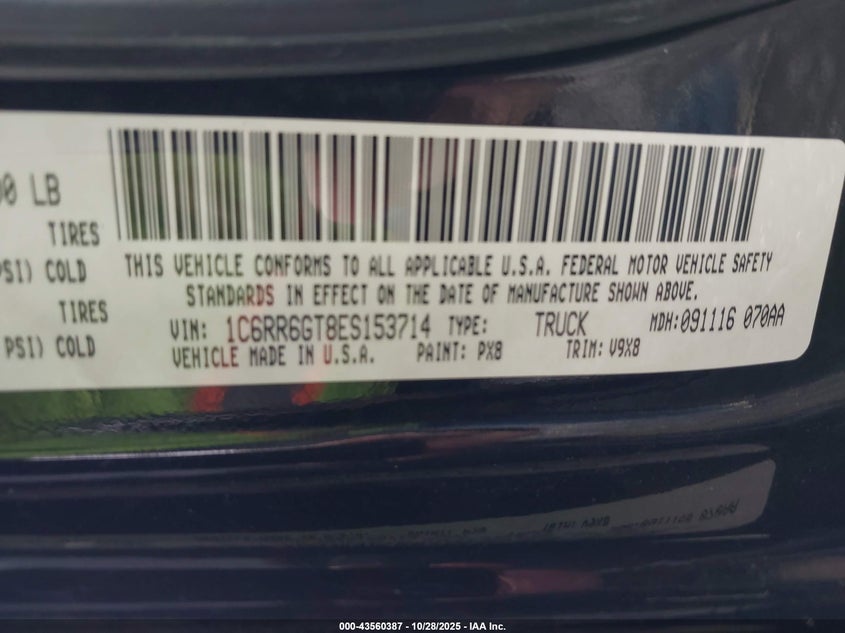 00 LB
TIRES
PSI) COLD
TIRES
PSI) COLD
THIS VEHICLE CONFORMS TO ALL APPLICABLE U.S.A. FEDERAL MOTOR VEHICLE SAFETY
STANDARDS IN EFFECT ON THE DATE OF MANUFACTURE SHOWN ABOVE.
VIN: 1C6RR6GT8ES153714 TYPE: TRUCK MDH:091116 070AA
VEHICLE MADE IN U.S.A. PAINT: PX8 TRIM: V9X8
000-43560387 - 10/28/2025 - IAA Inc.